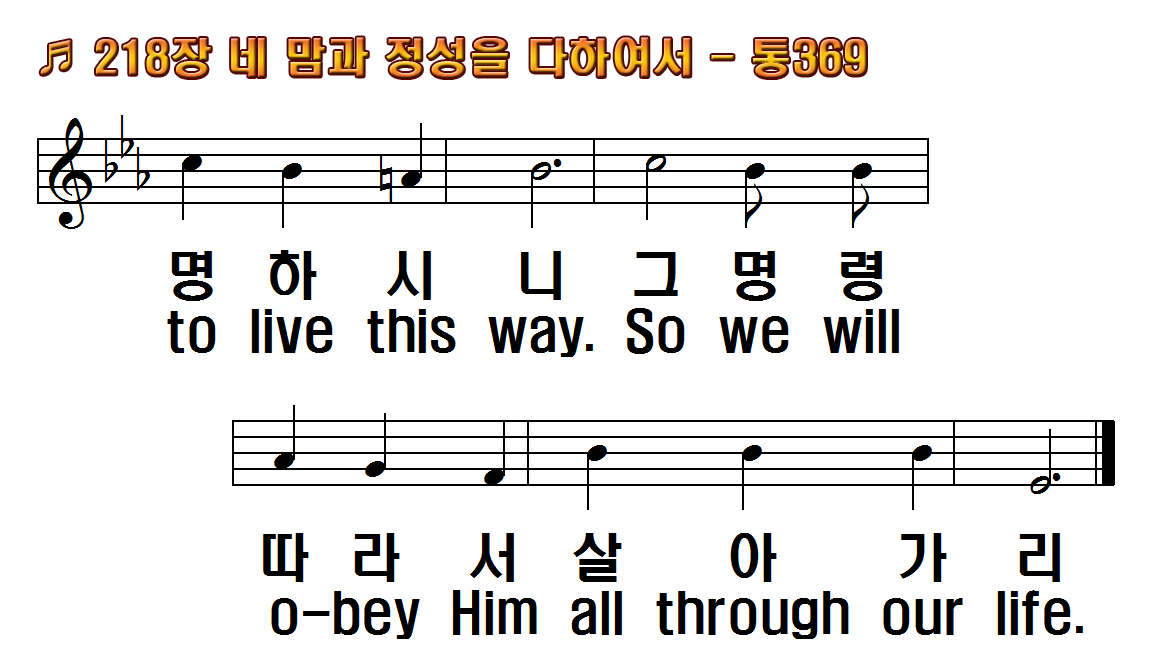 218장 네 맘과 정성을 다하여서 - 통369
명 하 시 니 그 명 령
to live this way. So we will
따 라 서 살 아 가 리
o-bey Him all through our life.